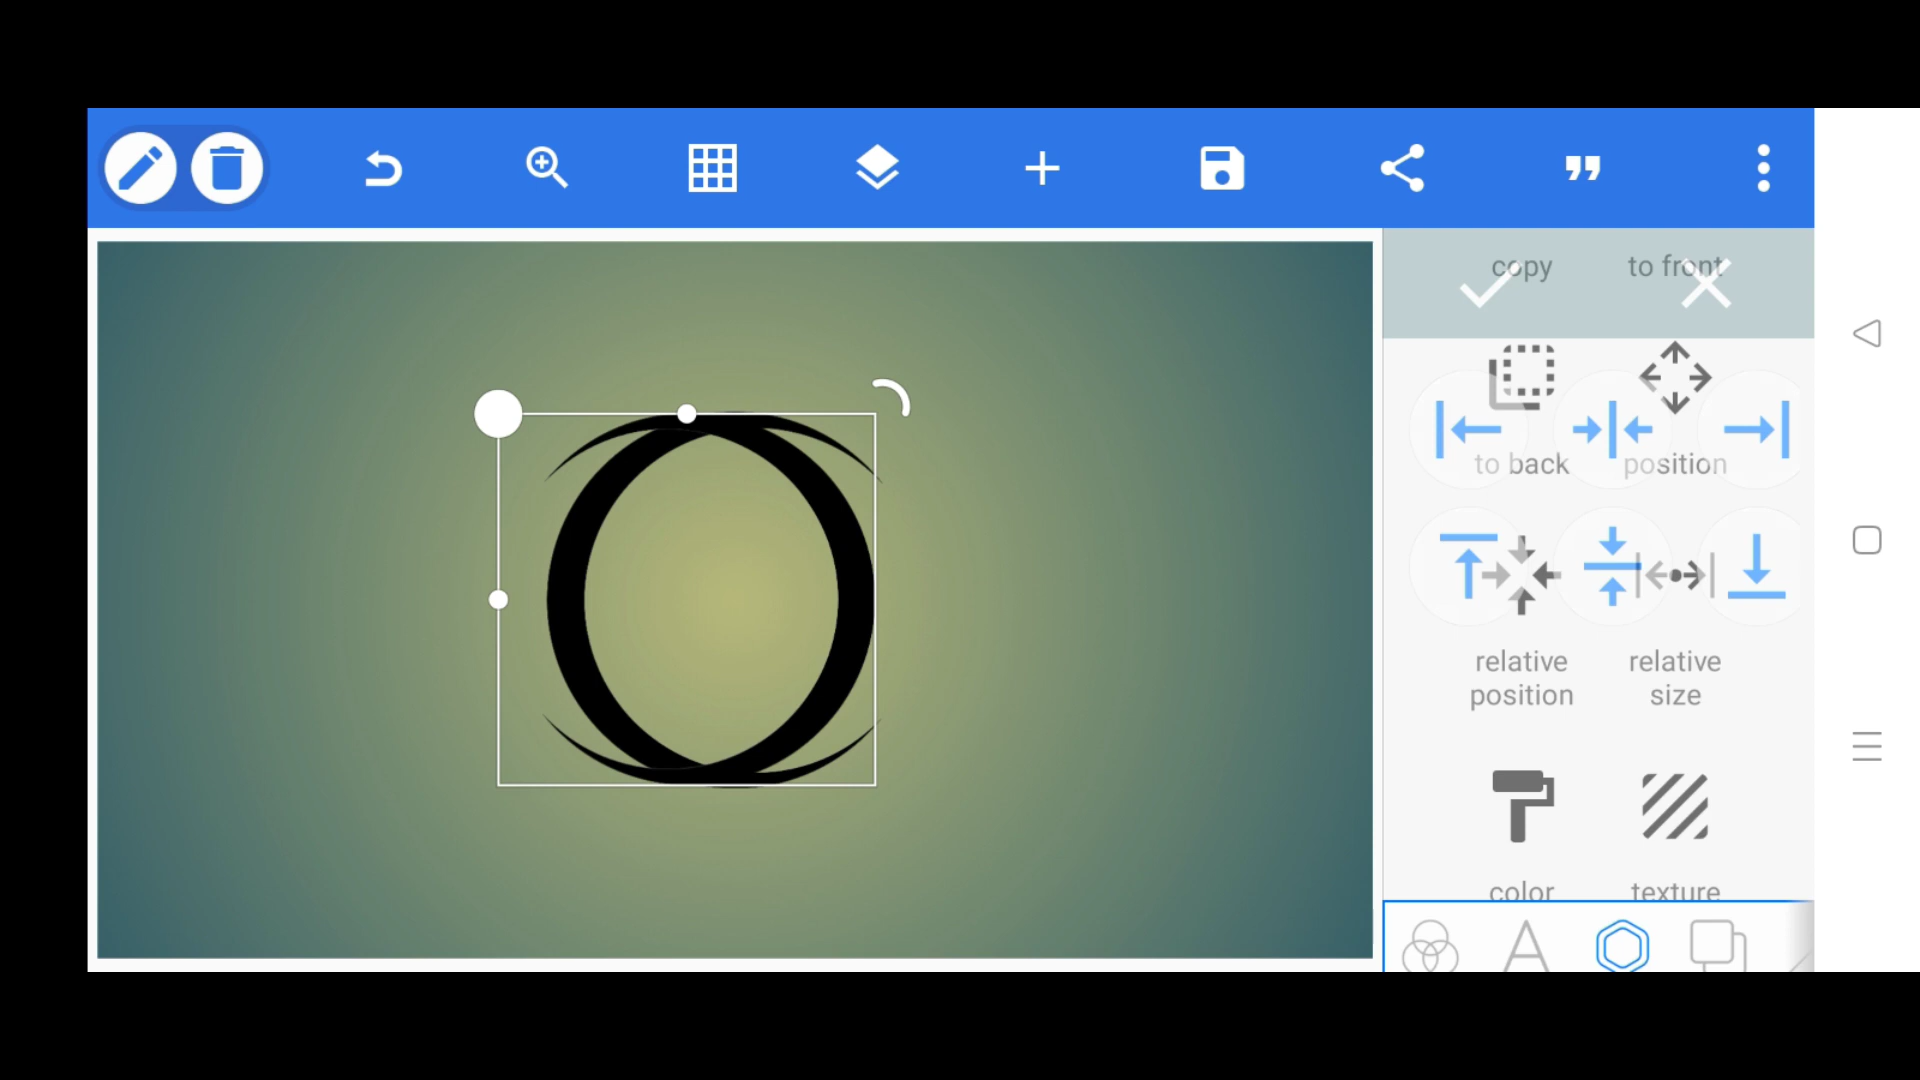 copy
to front
to back
position
relative
position
relative
size
color
texture